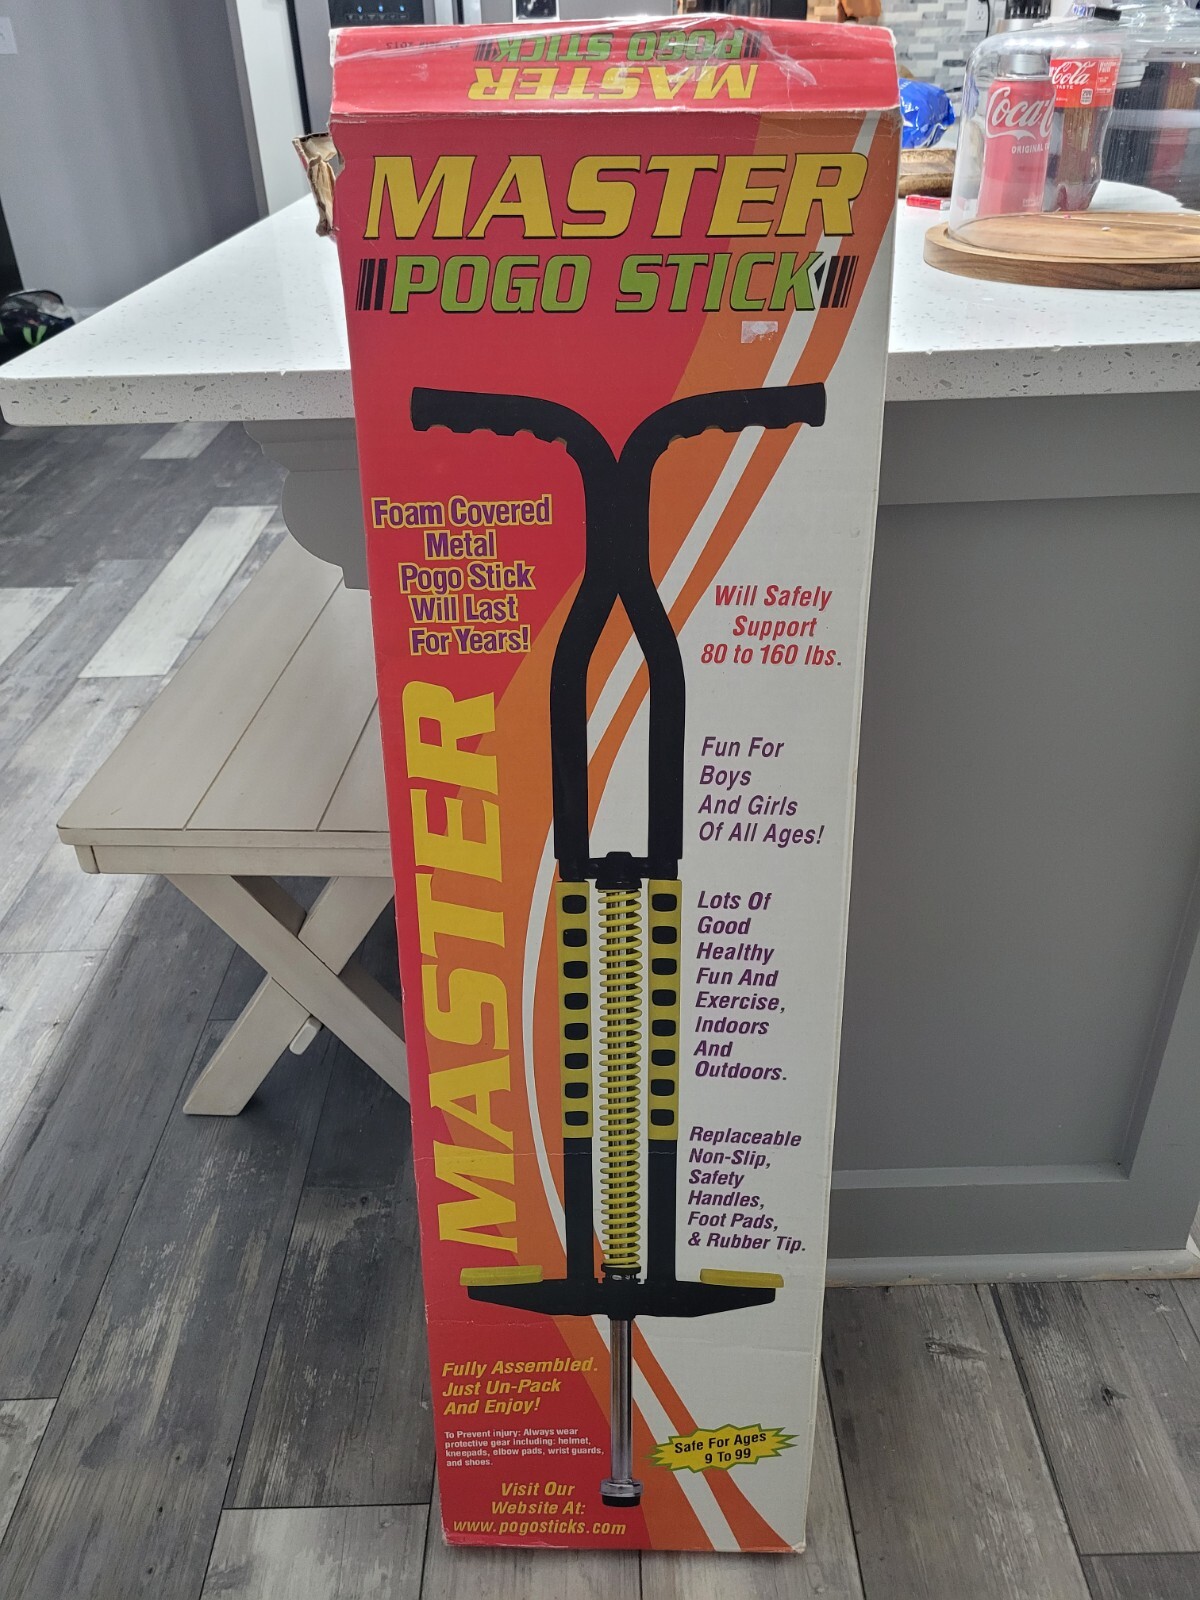 POGO STICK
MASTER
MASTER
POGO STICK
Foam Covered
Metal
Pogo Stick
Will Last
For Years!
Will Safely
Support
80 to 160 lbs.
MASTER
Fun For
Boys
And Girls
Of All Ages!
Lots Of
Good
Healthy
Fun And
Exercise,
Indoors
And
Outdoors.
Replaceable
Non-Slip,
Safety
Handles,
Foot Pads,
& Rubber Tip.
Fully Assembled.
Just Un-Pack
And Enjoy!
To Prevent injury: Always wear
protective gear including: helmet,
kneepads, elbow pads, wrist guards,
and shoes.
Safe For Ages
9 To 99
Visit Our
Website At:
www.pogosticks.com
Coca
ORIGINAL
Cola